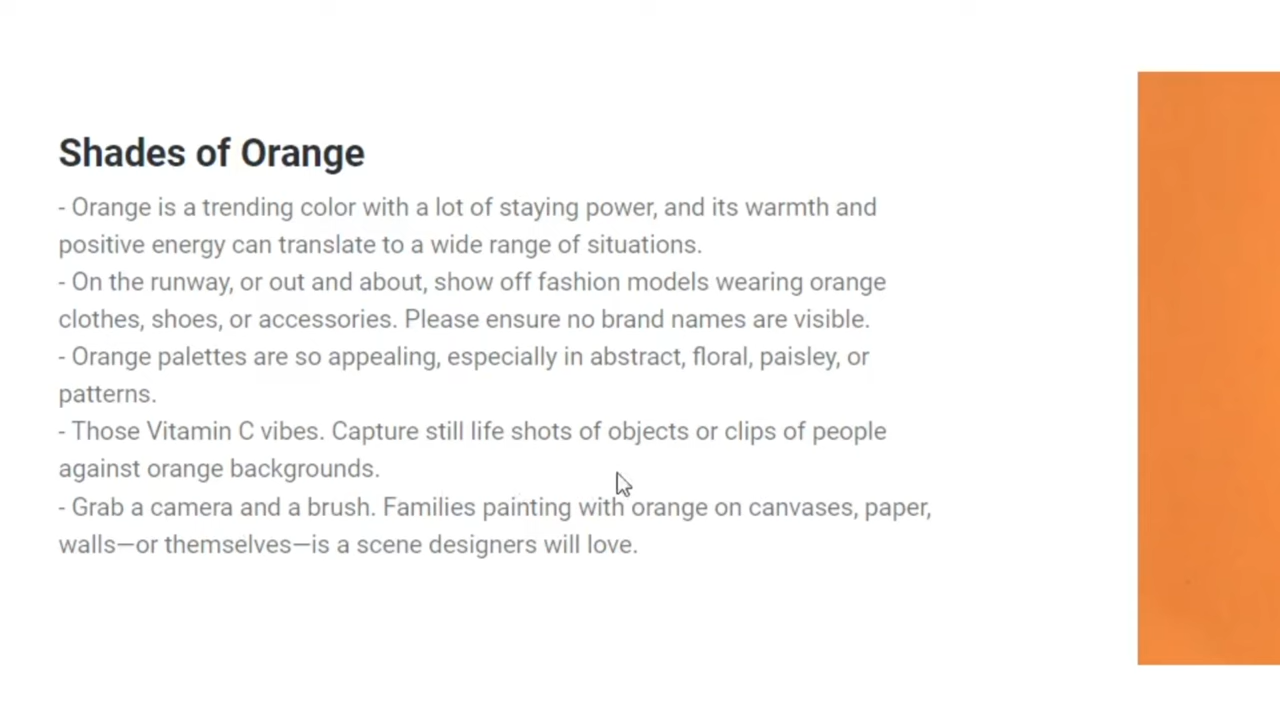 Shades of Orange
- Orange is a trending color with a lot of staying power, and its warmth and
positive energy can translate to a wide range of situations.
- On the runway, or out and about, show off fashion models wearing orange
clothes, shoes, or accessories. Please ensure no brand names are visible.
- Orange palettes are so appealing, especially in abstract, floral, paisley, or
patterns.
- Those Vitamin C vibes. Capture still life shots of objects or clips of people
against orange backgrounds.
- Grab a camera and a brush. Families painting with orange on canvases, paper,
walls—or themselves—is a scene designers will love.